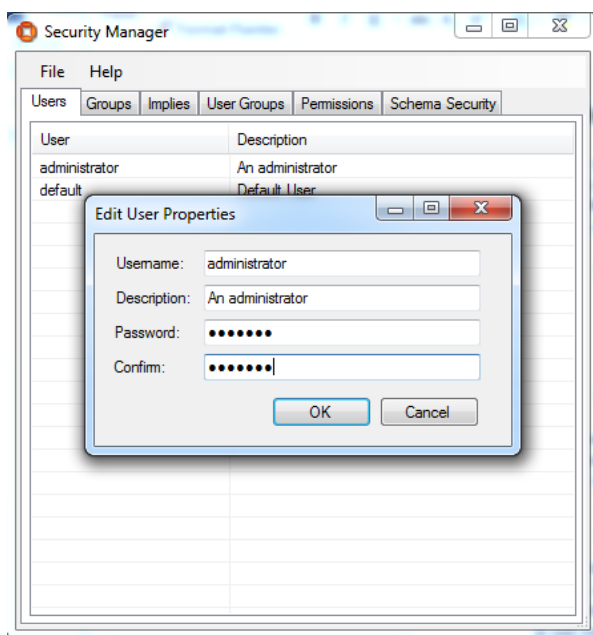 Security Manager
File Help
Users Groups Implies User Groups Permissions Schema Security
User Description
administrator An administrator
default Default User
Edit User Properties
Username: administrator
Description: An administrator
Password: •••••••
Confirm: •••••••
OK Cancel